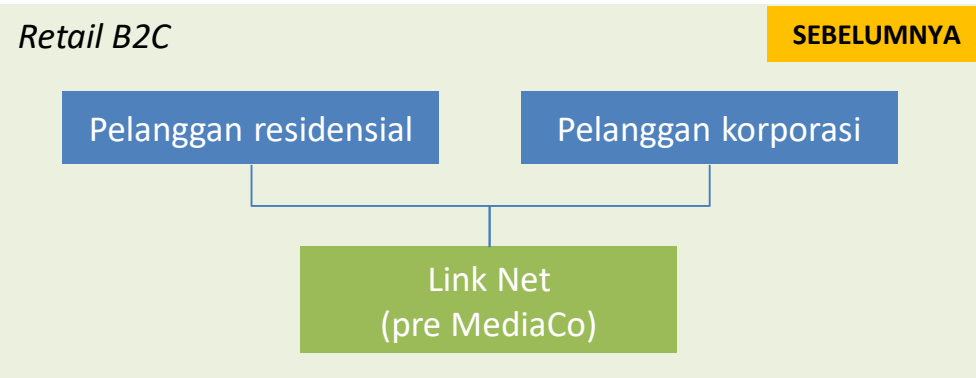 Retail B2C
SEBELUMNYA
Pelanggan residensial
Pelanggan korporasi
Link Net
(pre MediaCo)